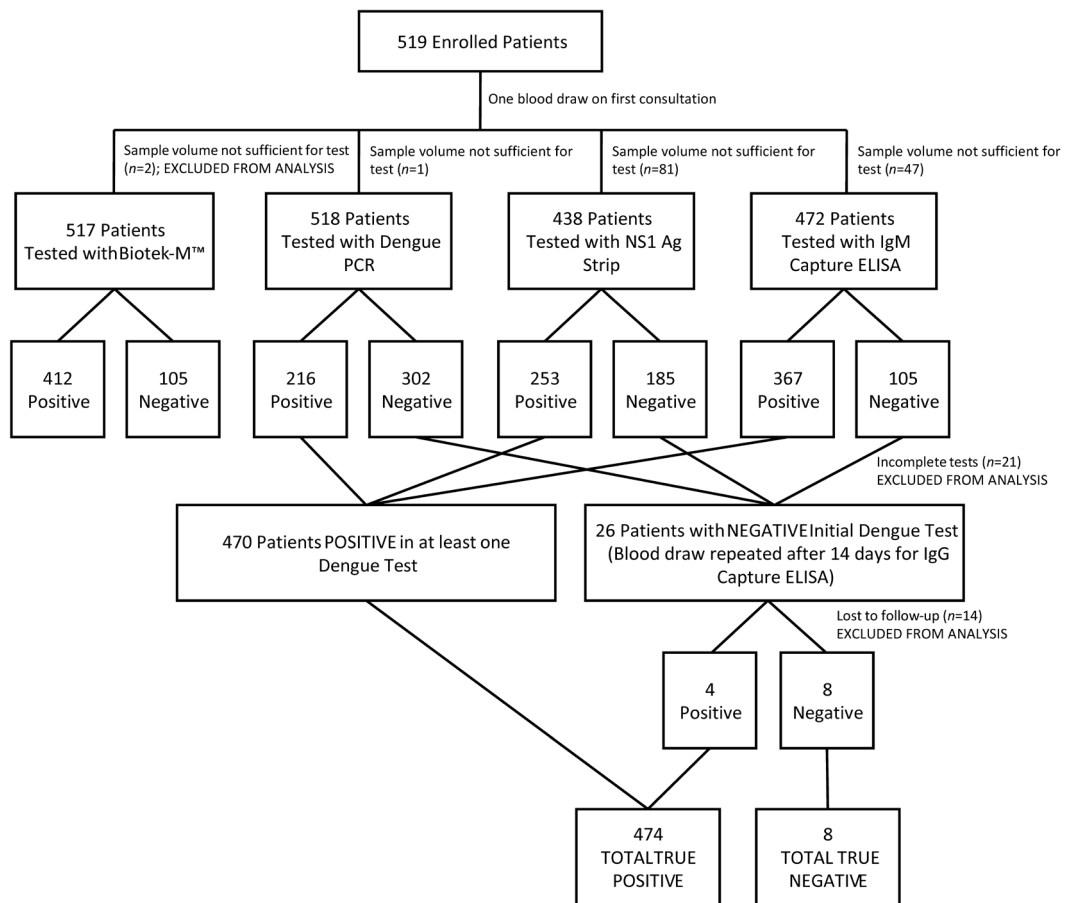 519 Enrolled Patients
One blood draw on first consultation
Sample volume not sufficient for test
(n=2); EXCLUDED FROM ANALYSIS
Sample volume not sufficient for
test (n=1)
Sample volume not sufficient for
test (n=81)
Sample volume not sufficient for
test (n=47)
517 Patients
Tested with Biotek-M™
518 Patients
Tested with Dengue
PCR
438 Patients
Tested with NS1 Ag
Strip
472 Patients
Tested with IgM
Capture ELISA
412
Positive
105
Negative
216
Positive
302
Negative
253
Positive
185
Negative
367
Positive
105
Negative
Incomplete tests (n=21)
EXCLUDED FROM ANALYSIS
470 Patients POSITIVE in at least one
Dengue Test
26 Patients with NEGATIVE Initial Dengue Test
(Blood draw repeated after 14 days for IgG
Capture ELISA)
Lost to follow-up (n=14)
EXCLUDED FROM ANALYSIS
4
Positive
8
Negative
474
TOTAL TRUE
POSITIVE
8
TOTAL TRUE
NEGATIVE